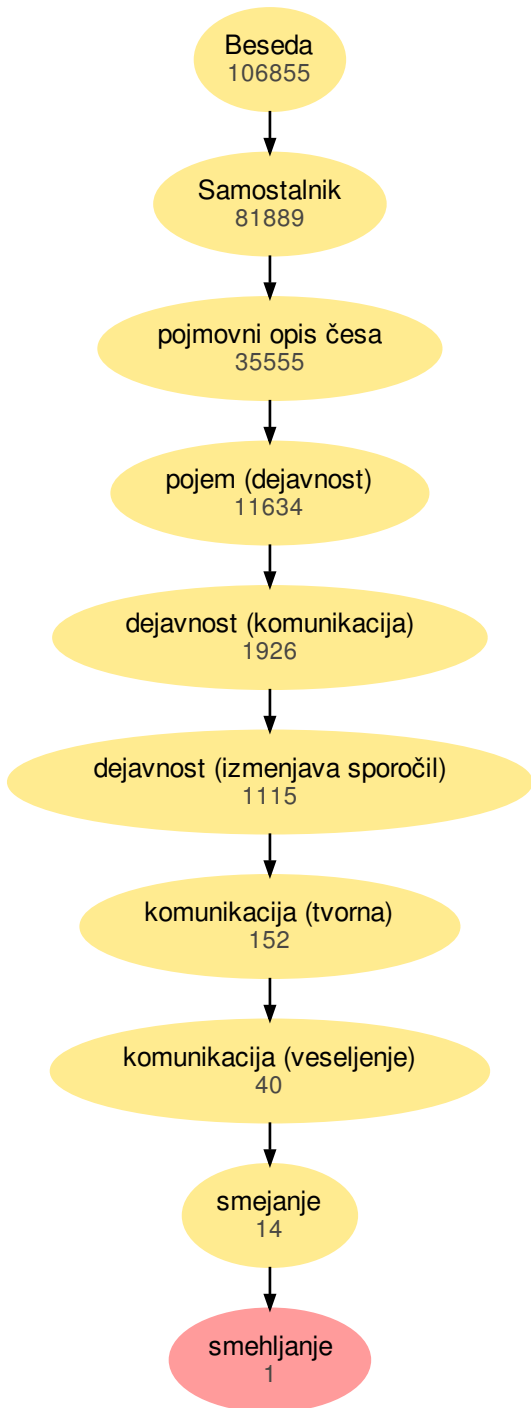 Beseda
106855
Samostalnik
81889
pojmovni opis česa
35555
pojem (dejavnost)
11634
dejavnost (komunikacija)
1926
dejavnost (izmenjava sporočil)
1115
komunikacija (tvorna)
152
komunikacija (veseljenje)
40
smejanje
14
smehljanje
1